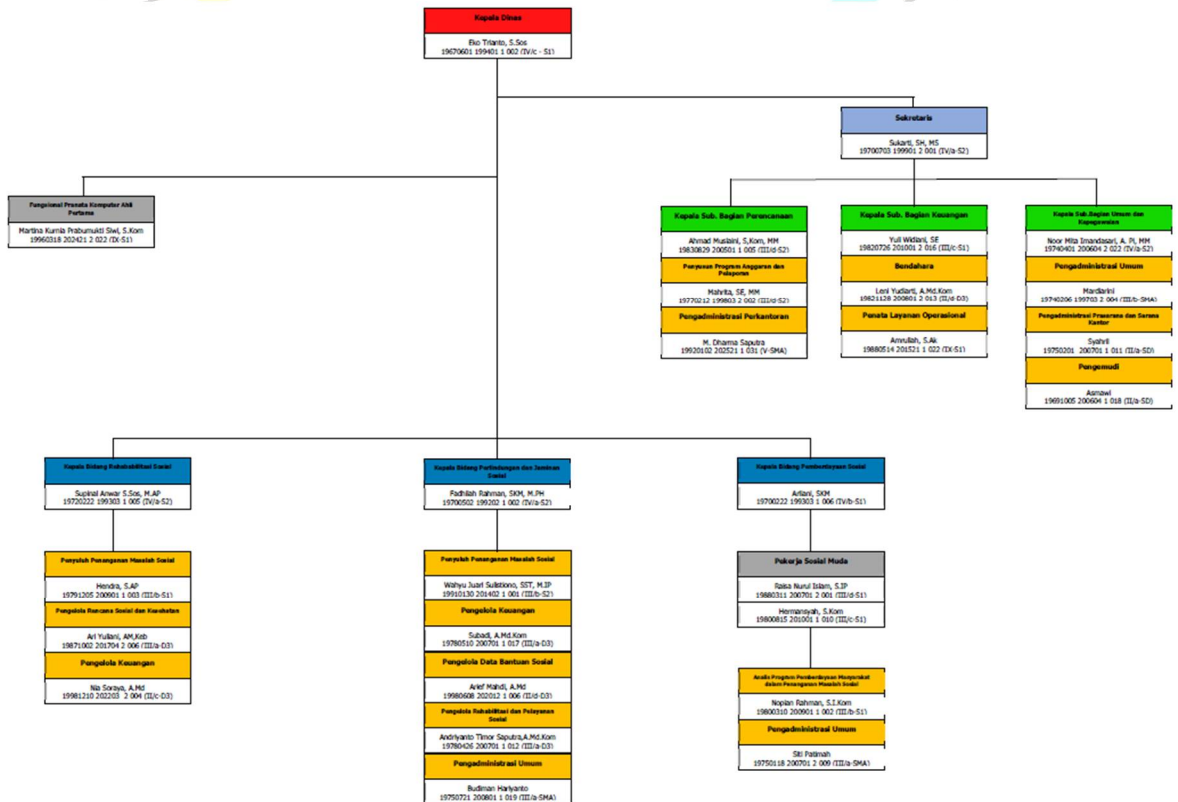 Kepala Dinas
Eko Trianto, S.Sos
19670601 199401 1 002 (IV/c - S1)
Sekretaris
Sukarti, SH, MS
19700703 199901 2 001 (IV/a-S2)
Fungsional Pranata Komputer Ahli
Pertama
Martina Kurnia Prabumukti Siwi, S.Kom
19960318 202421 2 022 (IX-S1)
Kepala Sub. Bagian Perencanaan
Ahmad Muslaini, S,Kom, MM
19830829 200501 1 005 (III/d-S2)
Penyusun Program Anggaran dan
Pelaporan
Mahrita, SE, MM
19770212 199803 2 002 (III/d-S2)
Pengadministrasi Perkantoran
M. Dharma Saputra
19920102 202521 1 031 (V-SMA)
Kepala Sub. Bagian Keuangan
Yuli Widiani, SE
19820726 201001 2 016 (III/c-S1)
Bendahara
Leni Yudiarti, A.Md.Kom
19821128 200801 2 013 (II/d-D3)
Penata Layanan Operasional
Amrullah, S.Ak
19880514 201521 1 022 (IX-S1)
Kepala Sub.Bagian Umum dan
Kepegawaian
Noor Mita Imandasari, A. PI, MM
19740401 200604 2 022 (IV/a-S2)
Pengadministrasi Umum
Mardiarini
19740206 199703 2 004 (III/b-SMA)
Pengadministrasi Prasarana dan Sarana
Kantor
Syahril
19750201 200701 1 011 (II/a-SD)
Pengemudi
Asmawi
19691005 200604 1 018 (II/a-SD)
Kepala Bidang Rehabilitasi Sosial
Supinal Anwar S.Sos, M.AP
19720222 199303 1 005 (IV/a-S2)
Penyuluh Penanganan Masalah Sosial
Hendra, S.AP
19791205 200901 1 003 (III/b-S1)
Pengelola Rencana Sosial dan Kesehatan
Ari Yuliani, AM,Keb
19871002 201704 2 006 (III/a-D3)
Pengelola Keuangan
Nia Soraya, A.Md
19981210 202203 2 004 (II/c-D3)
Kepala Bidang Perlindungan dan Jaminan
Sosial
Fadhilah Rahman, SKM, M.PH
19700502 199202 1 002 (IV/a-S2)
Penyuluh Penanganan Masalah Sosial
Wahyu Juari Sulistiono, SST, M.IP
19910130 201402 1 001 (III/b-S2)
Pengelola Keuangan
Subadi, A.Md.Kom
19780510 200701 1 017 (III/a-D3)
Pengelola Data Bantuan Sosial
Arief Mahdi, A.Md
19980608 202012 1 006 (II/d-D3)
Pengelola Rehabilitasi dan Pelayanan
Sosial
Andriyanto Timor Saputra,A.Md.Kom
19780426 200701 1 012 (III/a-D3)
Pengadministrasi Umum
Budiman Hariyanto
19750721 200801 1 019 (III/a-SMA)
Kepala Bidang Pemberdayaan Sosial
Arliani, SKM
19700222 199303 1 006 (IV/b-S1)
Pekerja Sosial Muda
Raisa Nurul Islam, S.IP
19880311 200701 2 001 (III/d-S1)
Hermansyah, S.Kom
19800815 201001 1 010 (III/c-S1)
Analis Program Pemberdayaan Masyarakat
dalam Penanganan Masalah Sosial
Nopian Rahman, S.I.Kom
19800310 200901 1 002 (III/b-S1)
Pengadministrasi Umum
Siti Patimah
19750118 200701 2 009 (III/a-SMA)